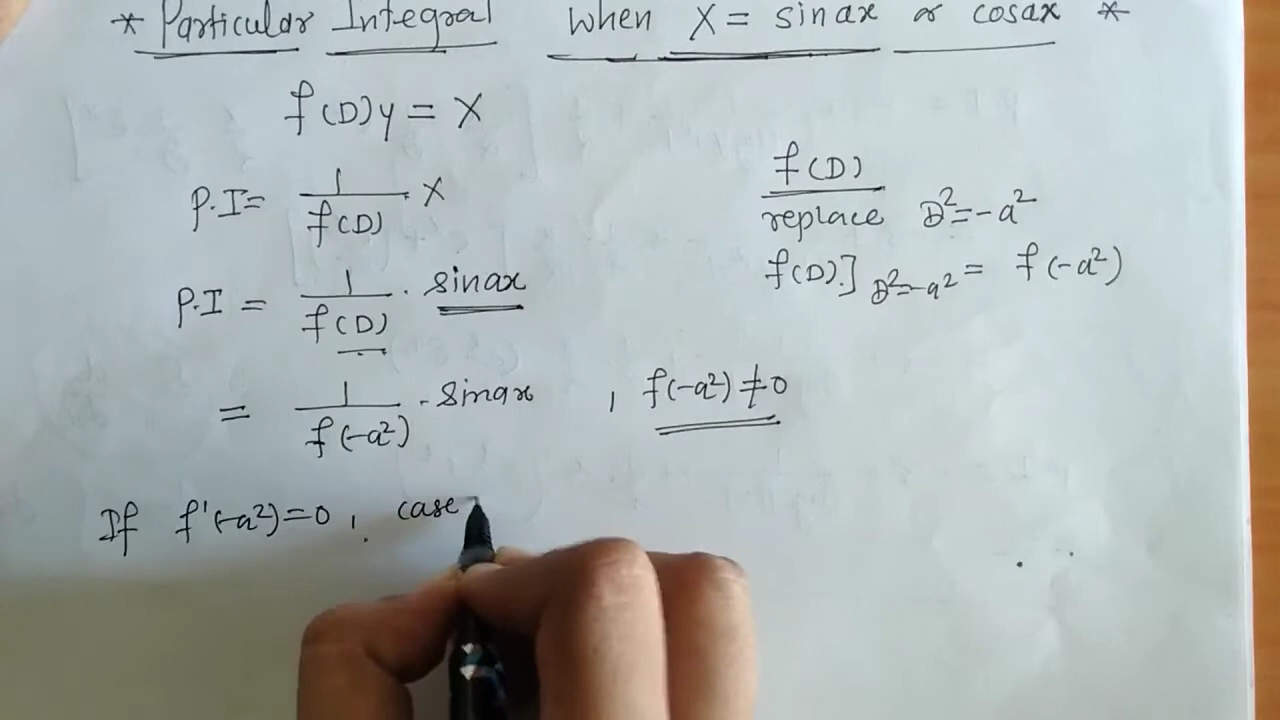 * Particular Integral When X = sinax or cosax *
f(D)y = X
P.I = 1/f(D) . X
P.I = 1/f(D) . sinax
= 1/f(-a²) . sinax , f(-a²) ≠ 0
If f'(-a²)=0 , case
f(D)
replace D²=-a²
f(D)]D²=-a² = f(-a²)